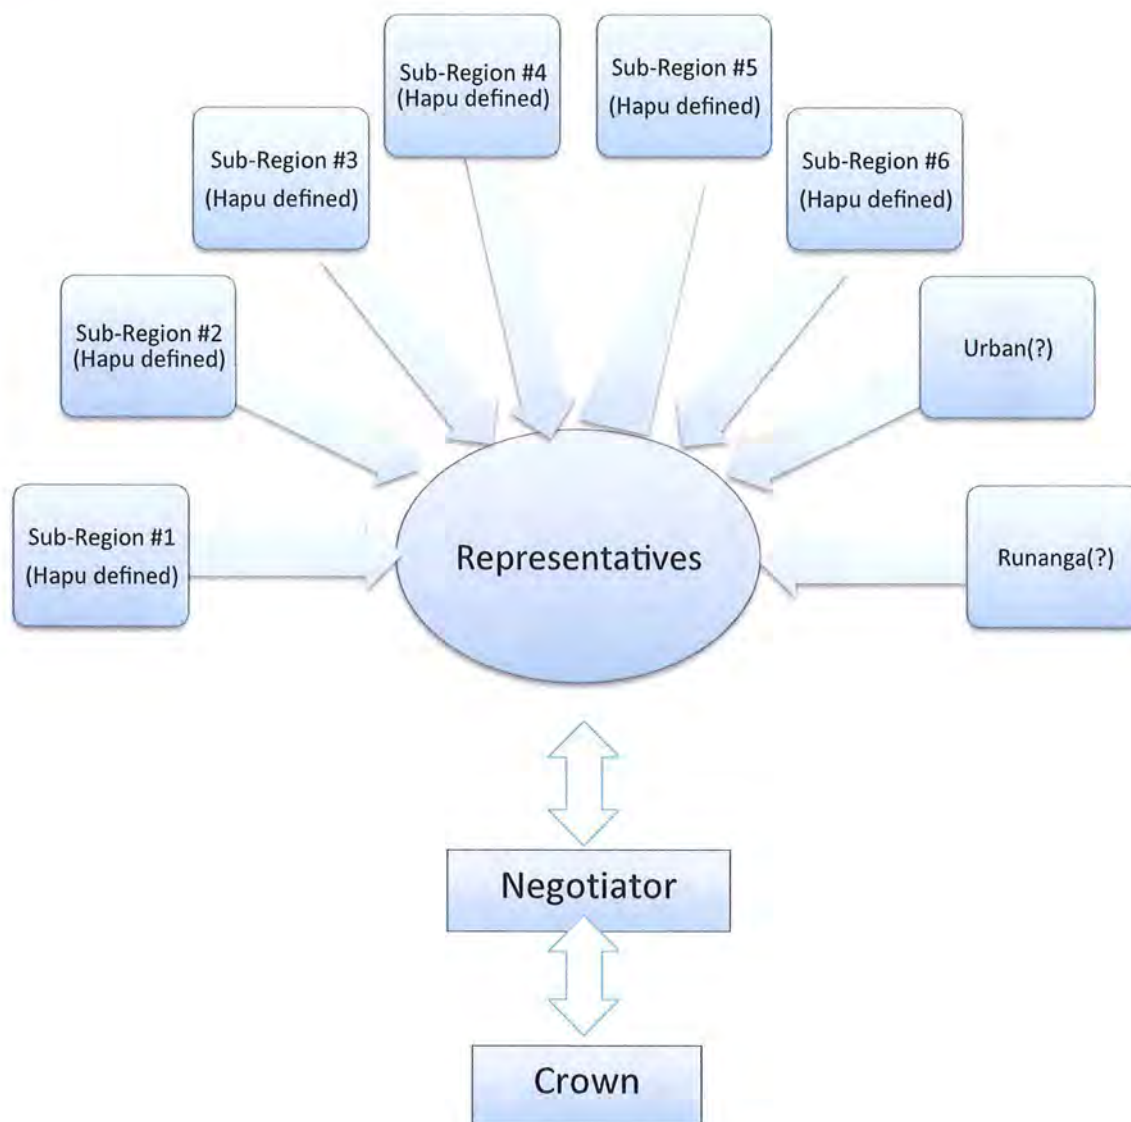 Sub-Region #4
(Hapu defined)
Sub-Region #5
(Hapu defined)
Sub-Region #3
(Hapu defined)
Sub-Region #6
(Hapu defined)
Sub-Region #2
(Hapu defined)
Urban(?)
Sub-Region #1
(Hapu defined)
Representatives
Runanga(?)
Negotiator
Crown